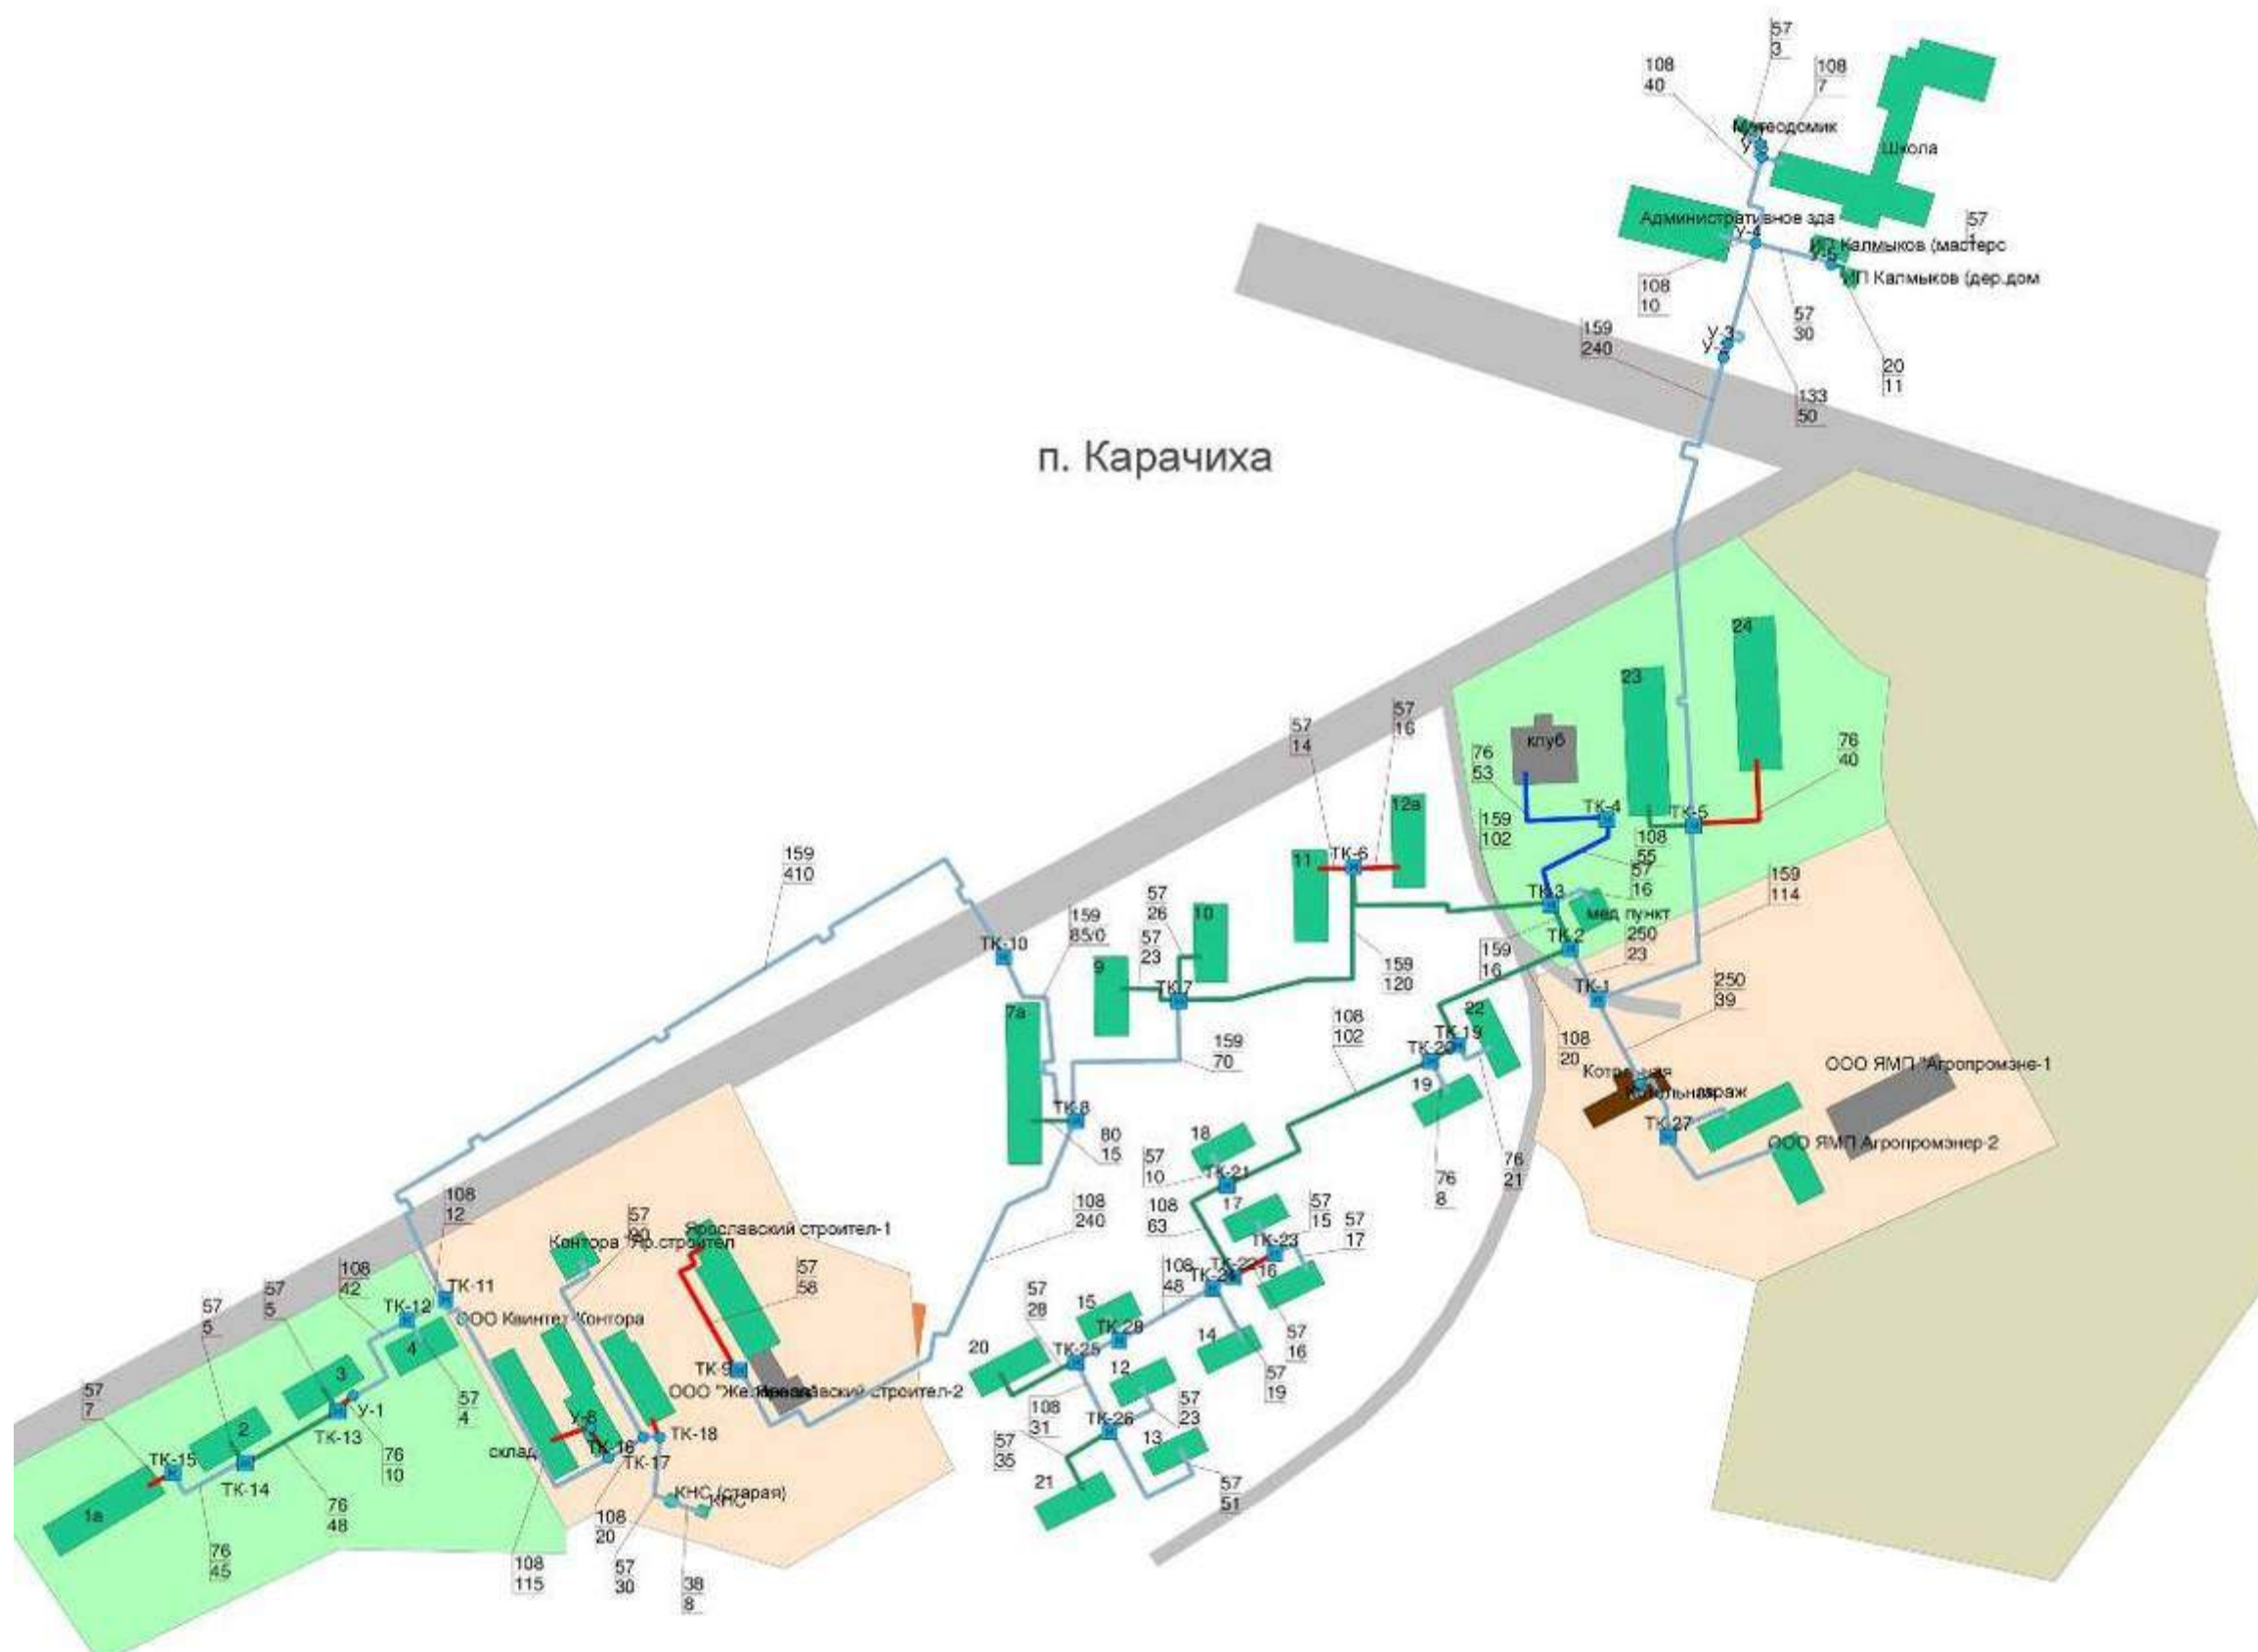 57
3
108
40
108
7
Школа
Административное зда
У-4
57
ИП Калмыков (мастерс
У-5
ИП Калмыков (дер.дом
108
10
57
30
159
240
У-3
20
11
133
50
п. Карачиха
24
23
57
16
57
14
клуб
76
53
76
40
12а
ТК-4
ТК-5
159
102
108
55
159
410
11
ТК-6
57
16
159
114
57
26
10
159
85/0
ТК-3
мед пункт
ТК-10
57
23
ТК-2
250
23
9
159
16
159
120
ТК-7
ТК-1
250
39
7а
22
108
102
ТК-19
159
70
ТК-20
108
20
Котельная
ООО ЯМП "Агропромэне-1
19
ТК-8
ТК-27
80
15
18
ООО ЯМП Агропромэнер-2
57
10
ТК-21
76
8
76
21
108
12
17
57
15
108
63
57
Ярославский строител-1
108
240
57
17
Контора "Яр.строител
ТК-23
108
42
57
5
57
58
ТК-22
16
108
48
ТК-11
57
5
57
28
15
ТК-12
ООО Квинтет-Контора
14
57
16
ТК-28
20
4
ТК-25
12
ТК-9
57
19
3
57
7
57
4
У-1
108
31
57
23
2
ТК-26
ТК-13
У-8
13
ТК-18
ТК-16
склад
57
35
ТК-15
76
10
ТК-17
ТК-14
21
57
51
КНС (старая)
КНС
1а
76
48
108
20
76
45
108
115
57
30
38
8